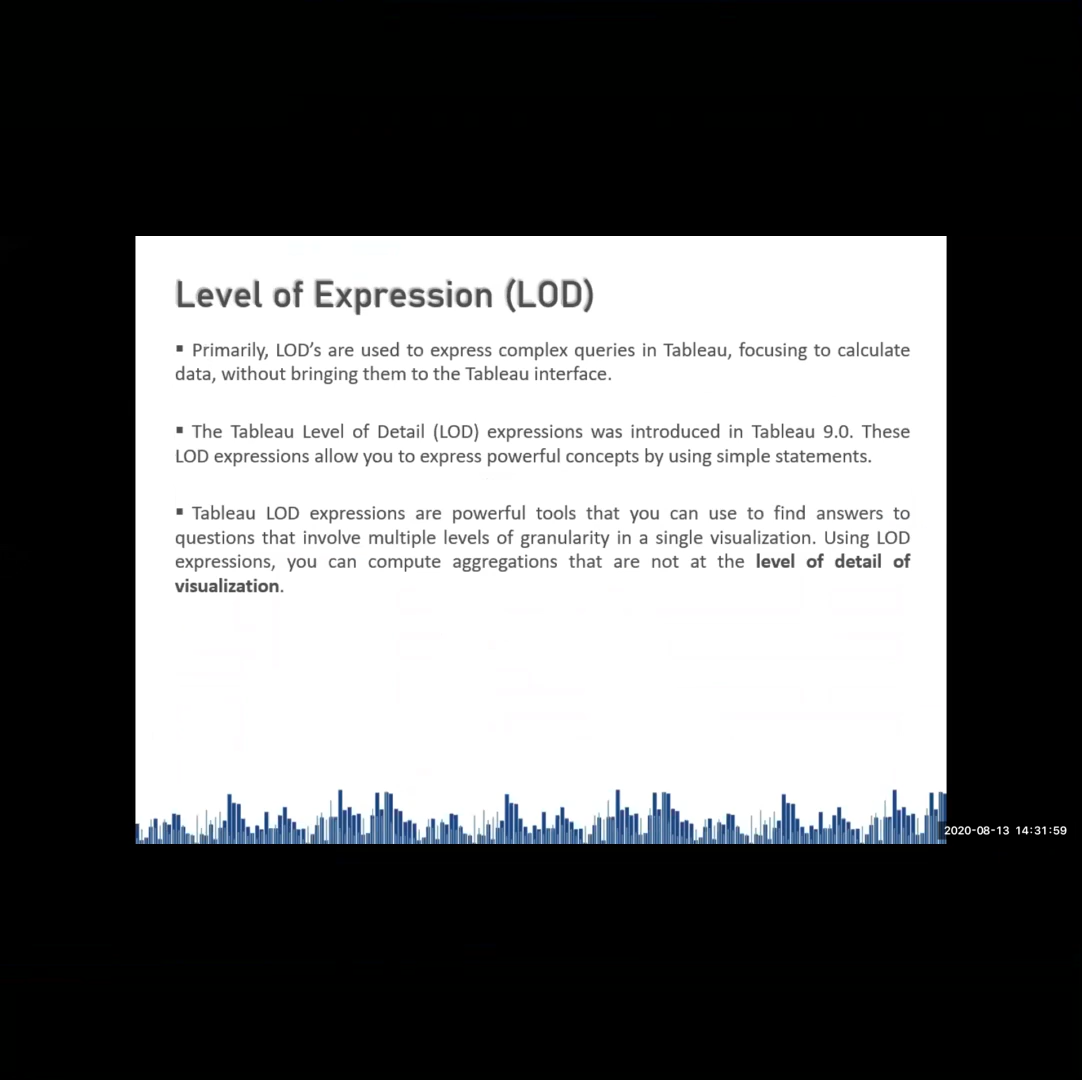 Level of Expression (LOD)
▪ Primarily, LOD’s are used to express complex queries in Tableau, focusing to calculate
data, without bringing them to the Tableau interface.
▪ The Tableau Level of Detail (LOD) expressions was introduced in Tableau 9.0. These
LOD expressions allow you to express powerful concepts by using simple statements.
▪ Tableau LOD expressions are powerful tools that you can use to find answers to
questions that involve multiple levels of granularity in a single visualization. Using LOD
expressions, you can compute aggregations that are not at the level of detail of
visualization.
2020-08-13 14:31:59